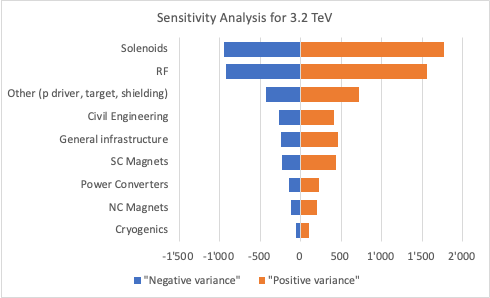 Sensitivity Analysis for 3.2 TeV
Solenoids
RF
Other (p driver, target, shielding)
Civil Engineering
General infrastructure
SC Magnets
Power Converters
NC Magnets
Cryogenics
-1'500 -1'000 -500 0 500 1'000 1'500 2'000
"Negative variance" "Positive variance"